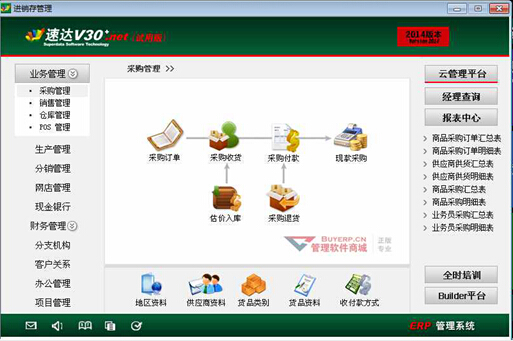 进销存管理
速达V30+.net (试用版)
Superdata Software Technology
2014版本
业务管理
采购管理
销售管理
仓库管理
POS 管理
生产管理
分销管理
网店管理
现金银行
财务管理
分支机构
客户关系
办公管理
项目管理
采购管理 >>
采购订单
采购收货
采购付款
现款采购
估价入库
采购退货
BUYERP.CN
管理软件商城
正版
专业
地区资料
供应商资料
货品类别
货品资料
收付款方式
云管理平台
经理查询
报表中心
商品采购订单汇总表
商品采购订单明细表
供应商供货汇总表
供应商供货明细表
商品采购汇总表
商品采购明细表
业务员采购汇总表
业务员采购明细表
全时培训
Builder平台
ERP 管理系统